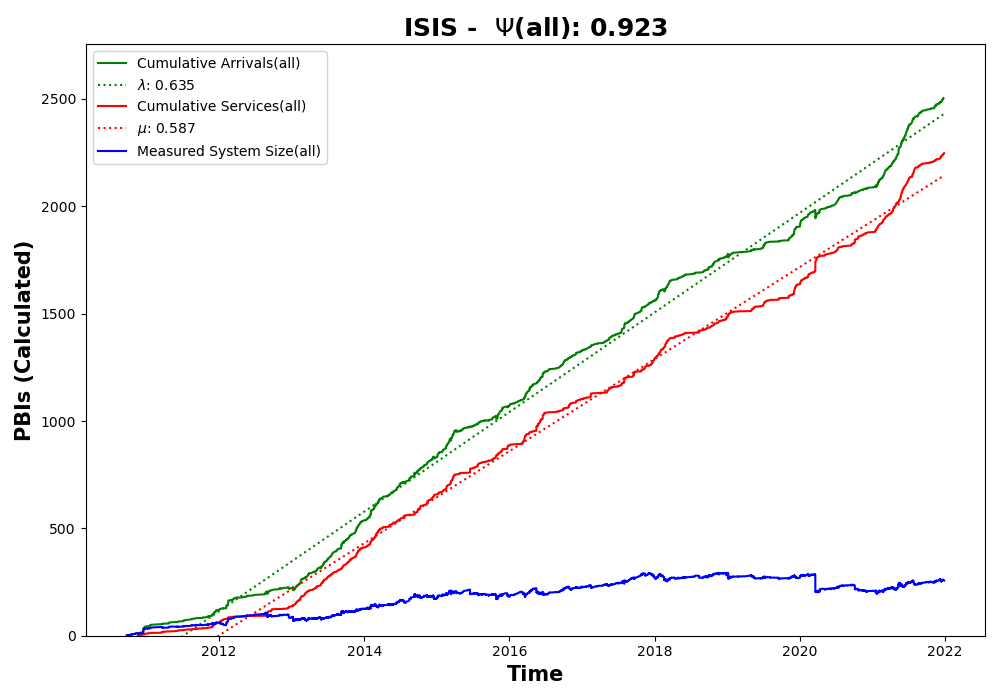 ISIS -  Ψ(all): 0.923
Cumulative Arrivals(all)
λ: 0.635
Cumulative Services(all)
μ: 0.587
Measured System Size(all)
PBIs (Calculated)
2500
2000
1500
1000
500
0
2012 2014 2016 2018 2020 2022
Time